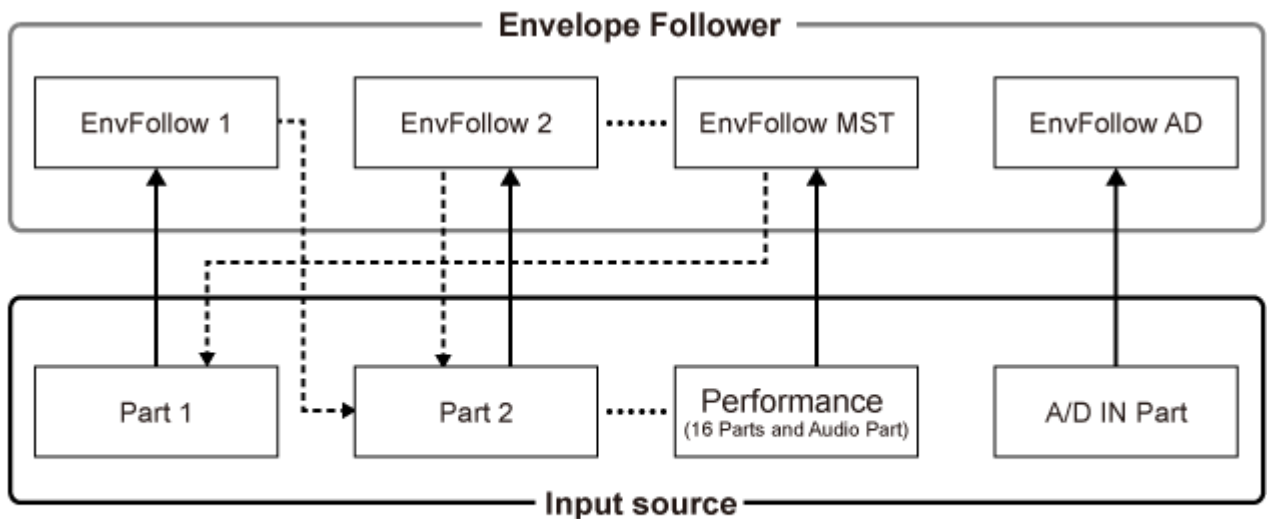 Envelope Follower
EnvFollow 1
EnvFollow 2
EnvFollow MST
EnvFollow AD
Part 1
Part 2
Performance
(16 Parts and Audio Part)
A/D IN Part
Input source